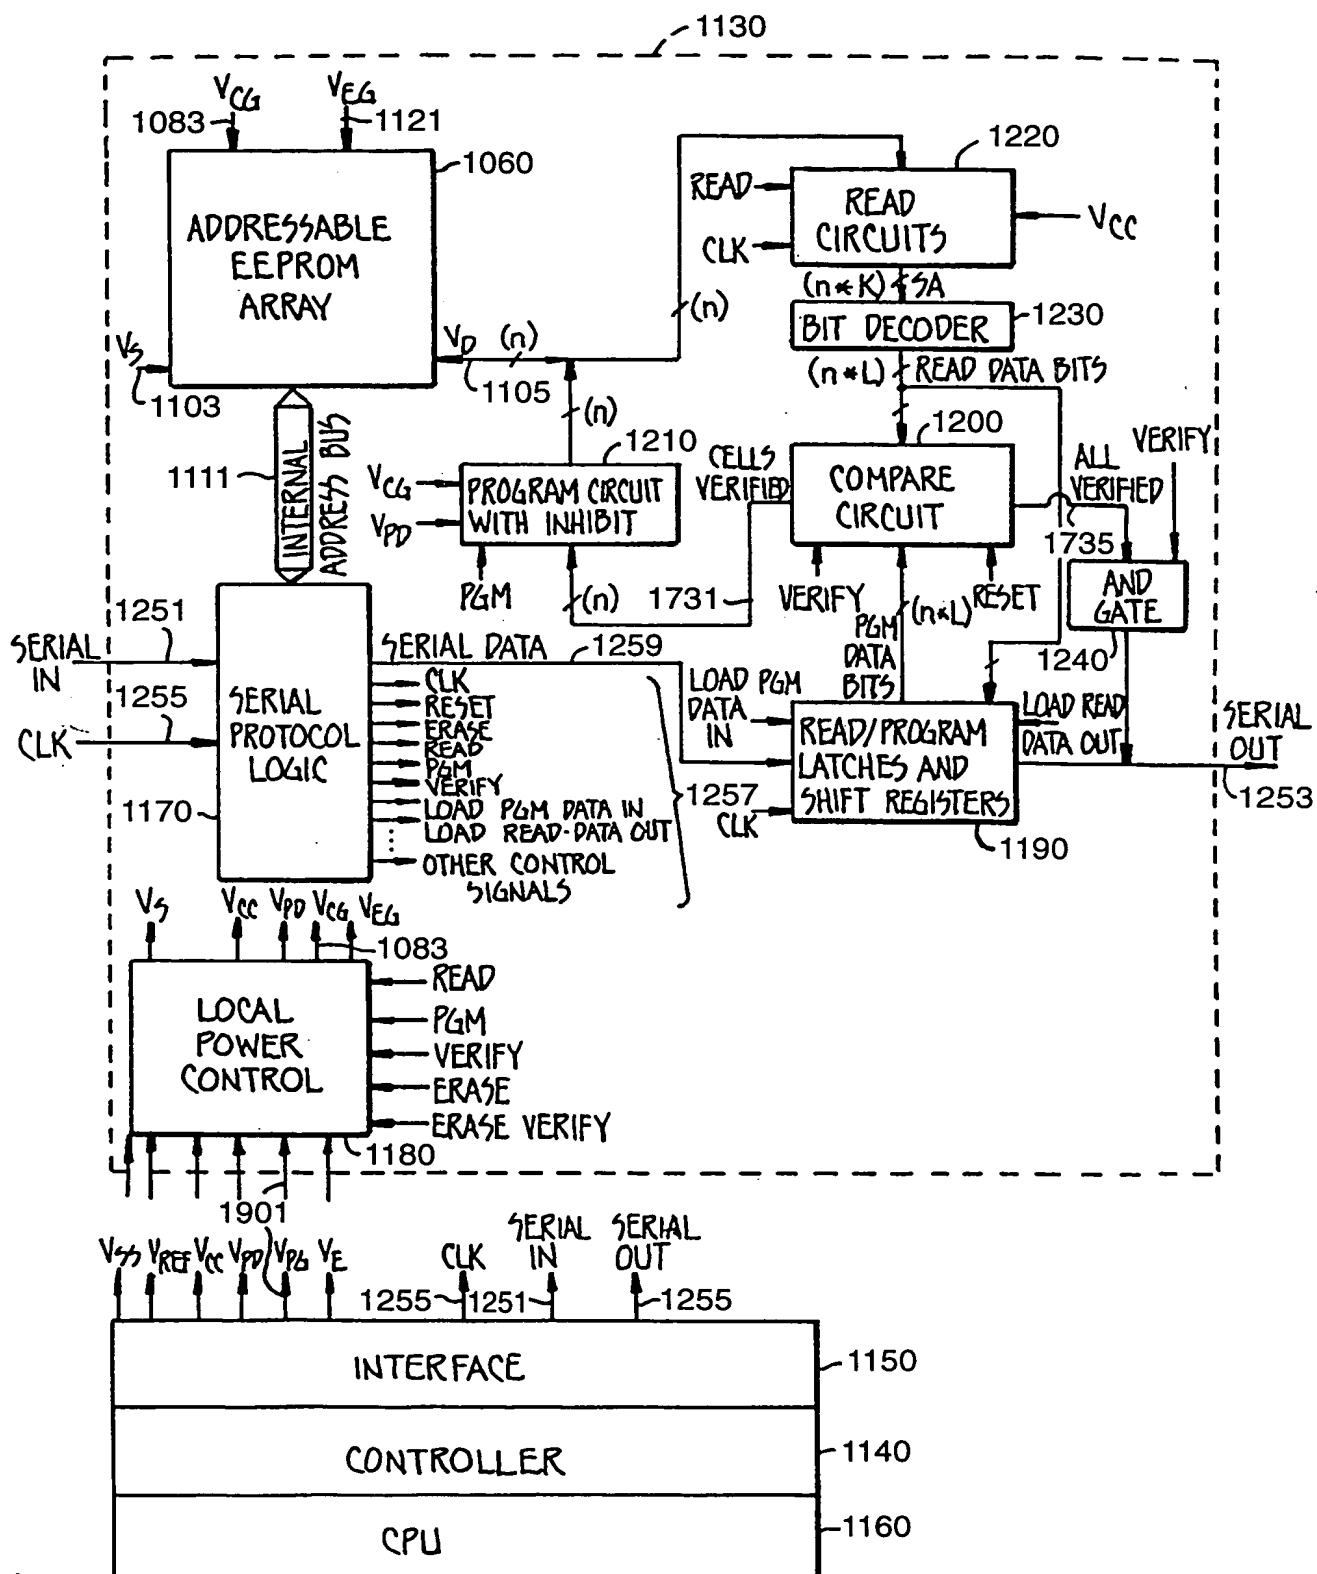 1130
VCG
VEG
1083
1121
1060
ADDRESSABLE
EEPROM
ARRAY
VS
1103
VD
(n)
1105
(n)
1220
READ
READ
CIRCUITS
CLK
VCC
(n*K)
SA
BIT DECODER
1230
(n*L)
READ DATA BITS
(n)
1111
INTERNAL
ADDRESS BUS
1210
VCG
VPD
PROGRAM CIRCUIT
WITH INHIBIT
PGM
(n)
CELLS
VERIFIED
1200
COMPARE
CIRCUIT
ALL
VERIFIED
VERIFY
1735
1731
VERIFY
RESET
(n*L)
PGM
DATA
BITS
AND
GATE
1240
SERIAL
IN
1251
1255
CLK
SERIAL
PROTOCOL
LOGIC
1170
SERIAL DATA
1259
CLK
RESET
ERASE
READ
PGM
VERIFY
LOAD PGM DATA IN
LOAD READ-DATA OUT
OTHER CONTROL
SIGNALS
1257
LOAD PGM
DATA
IN
CLK
READ/PROGRAM
LATCHES AND
SHIFT REGISTERS
1190
LOAD READ
DATA OUT
SERIAL
OUT
1253
VS
VCC
VPD
VCG
VEG
1083
LOCAL
POWER
CONTROL
READ
PGM
VERIFY
ERASE
ERASE VERIFY
1180
1901
VSS
VREF
VCC
VPD
VPG
VE
CLK
SERIAL
IN
SERIAL
OUT
1255
1251
1255
INTERFACE
1150
CONTROLLER
1140
CPU
1160